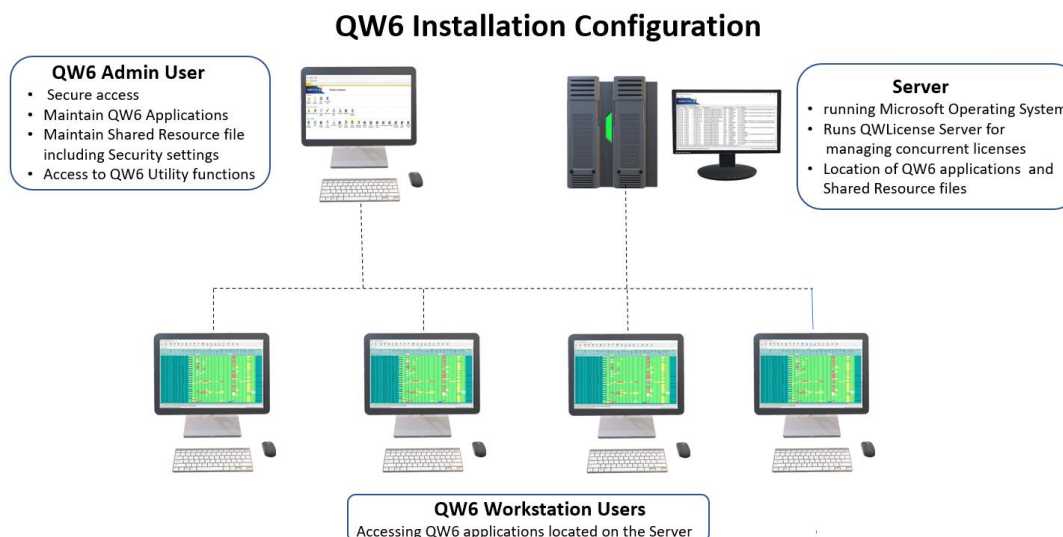 QW6 Installation Configuration
QW6 Admin User
• Secure access
• Maintain QW6 Applications
• Maintain Shared Resource file
including Security settings
• Access to QW6 Utility functions
Server
• running Microsoft Operating System
• Runs QWLicense Server for
managing concurrent licenses
• Location of QW6 applications and
Shared Resource files
QW6 Workstation Users
Accessing QW6 applications located on the Server